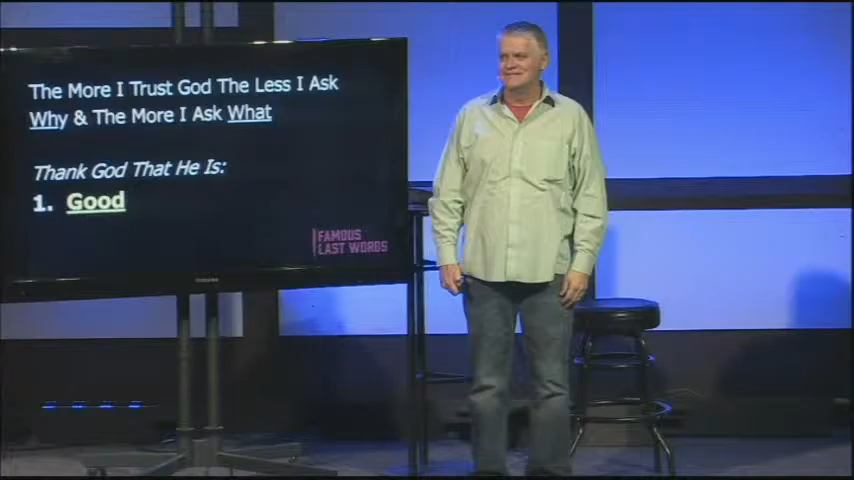 The More I Trust God The Less I Ask
Why & The More I Ask What
Thank God That He Is:
1. Good
FAMOUS
LAST WORDS